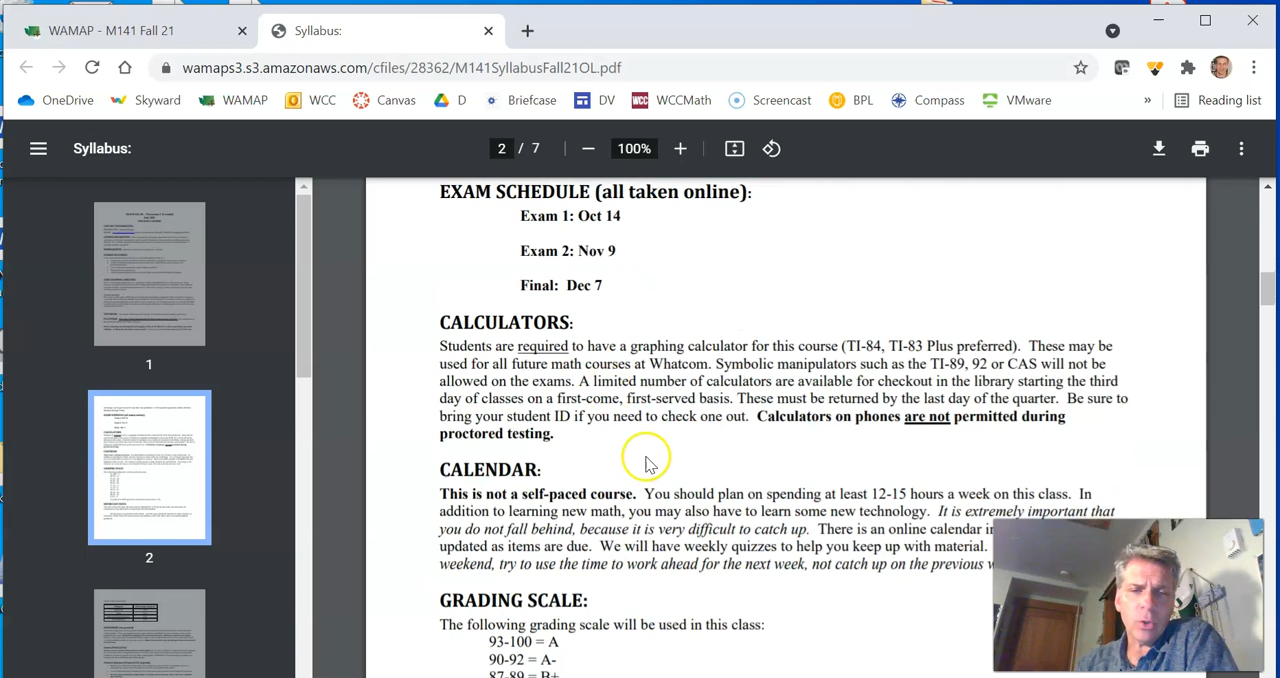 WAMAP - M141 Fall 21
Syllabus:
wamaps3.s3.amazonaws.com/cfiles/28362/M141SyllabusFall21OL.pdf
OneDrive Skyward WAMAP WCC Canvas D Briefcase DV WCCMath Screencast BPL Compass VMware » Reading list
Syllabus: 2 / 7 100%
1
2
EXAM SCHEDULE (all taken online):
Exam 1: Oct 14
Exam 2: Nov 9
Final: Dec 7
CALCULATORS:
Students are required to have a graphing calculator for this course (TI-84, TI-83 Plus preferred). These may be
used for all future math courses at Whatcom. Symbolic manipulators such as the TI-89, 92 or CAS will not be
allowed on the exams. A limited number of calculators are available for checkout in the library starting the third
day of classes on a first-come, first-served basis. These must be returned by the last day of the quarter. Be sure to
bring your student ID if you need to check one out. Calculators on phones are not permitted during
proctored testing.
CALENDAR:
This is not a self-paced course. You should plan on spending at least 12-15 hours a week on this class. In
addition to learning new math, you may also have to learn some new technology. It is extremely important that
you do not fall behind, because it is very difficult to catch up. There is an online calendar in
updated as items are due. We will have weekly quizzes to help you keep up with material.
weekend, try to use the time to work ahead for the next week, not catch up on the previous
GRADING SCALE:
The following grading scale will be used in this class:
93-100 = A
90-92 = A-
87-89 = B+